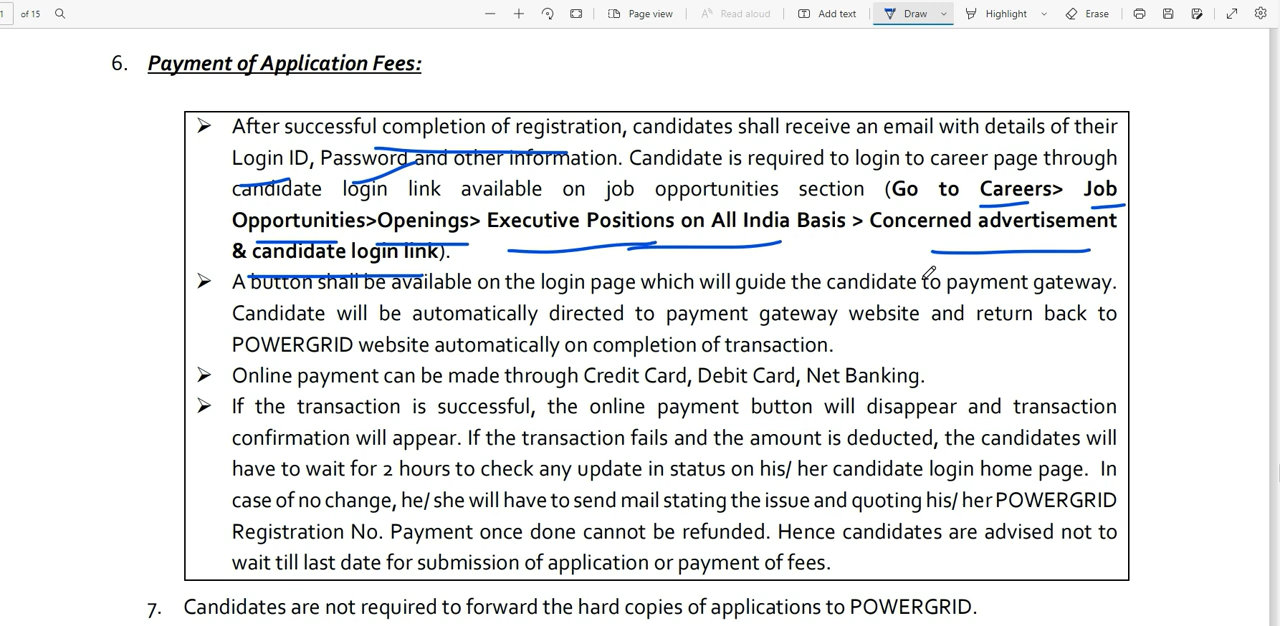 1 of 15 Page view Read aloud Add text Draw Highlight Erase
6. Payment of Application Fees:
➢ After successful completion of registration, candidates shall receive an email with details of their
Login ID, Password and other information. Candidate is required to login to career page through
candidate login link available on job opportunities section (Go to Careers> Job
Opportunities>Openings> Executive Positions on All India Basis > Concerned advertisement
& candidate login link).
➢ A button shall be available on the login page which will guide the candidate to payment gateway.
Candidate will be automatically directed to payment gateway website and return back to
POWERGRID website automatically on completion of transaction.
➢ Online payment can be made through Credit Card, Debit Card, Net Banking.
➢ If the transaction is successful, the online payment button will disappear and transaction
confirmation will appear. If the transaction fails and the amount is deducted, the candidates will
have to wait for 2 hours to check any update in status on his/ her candidate login home page. In
case of no change, he/ she will have to send mail stating the issue and quoting his/ her POWERGRID
Registration No. Payment once done cannot be refunded. Hence candidates are advised not to
wait till last date for submission of application or payment of fees.
7. Candidates are not required to forward the hard copies of applications to POWERGRID.